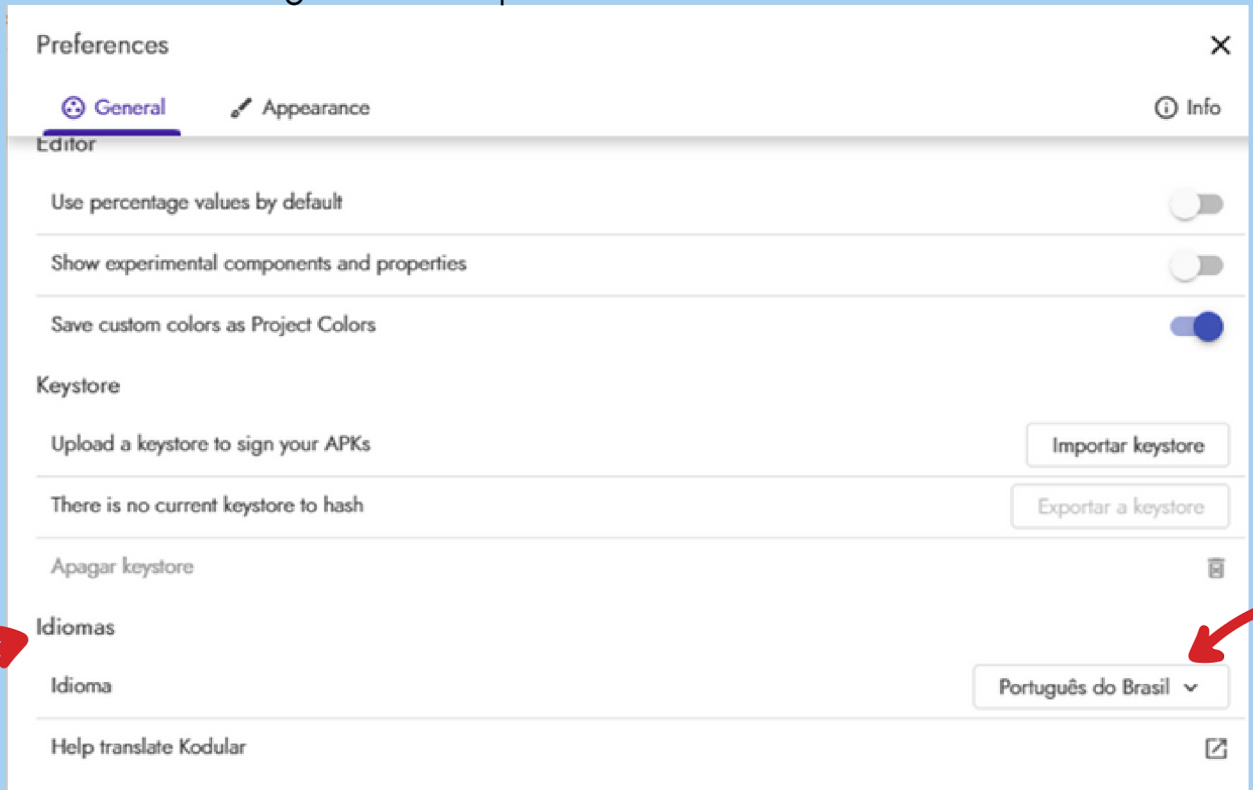 Preferences
General Appearance Info
Editor
Use percentage values by default
Show experimental components and properties
Save custom colors as Project Colors
Keystore
Upload a keystore to sign your APKs Importar keystore
There is no current keystore to hash Exportar a keystore
Apagar keystore
Idiomas
Idioma Português do Brasil
Help translate Kodular